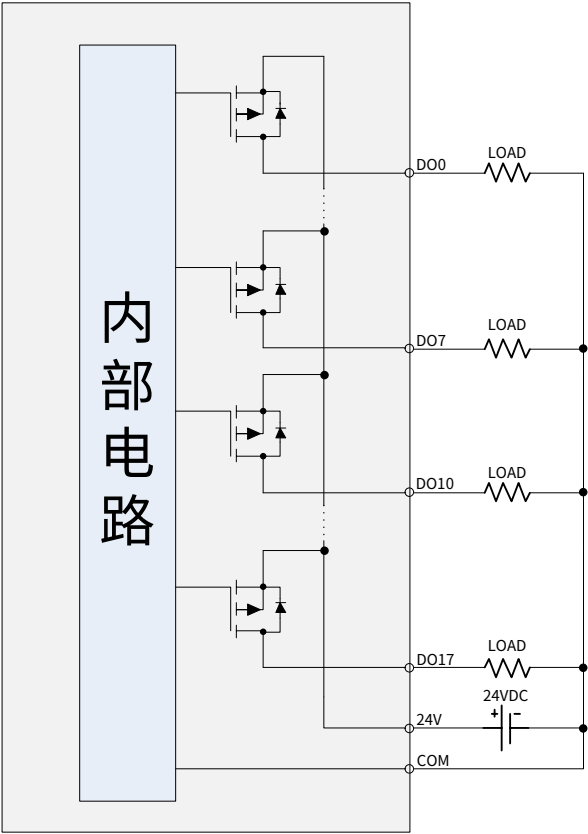 内
部
电
路
LOAD
DO0
LOAD
DO7
LOAD
DO10
LOAD
DO17
24VDC
+ -
24V
COM